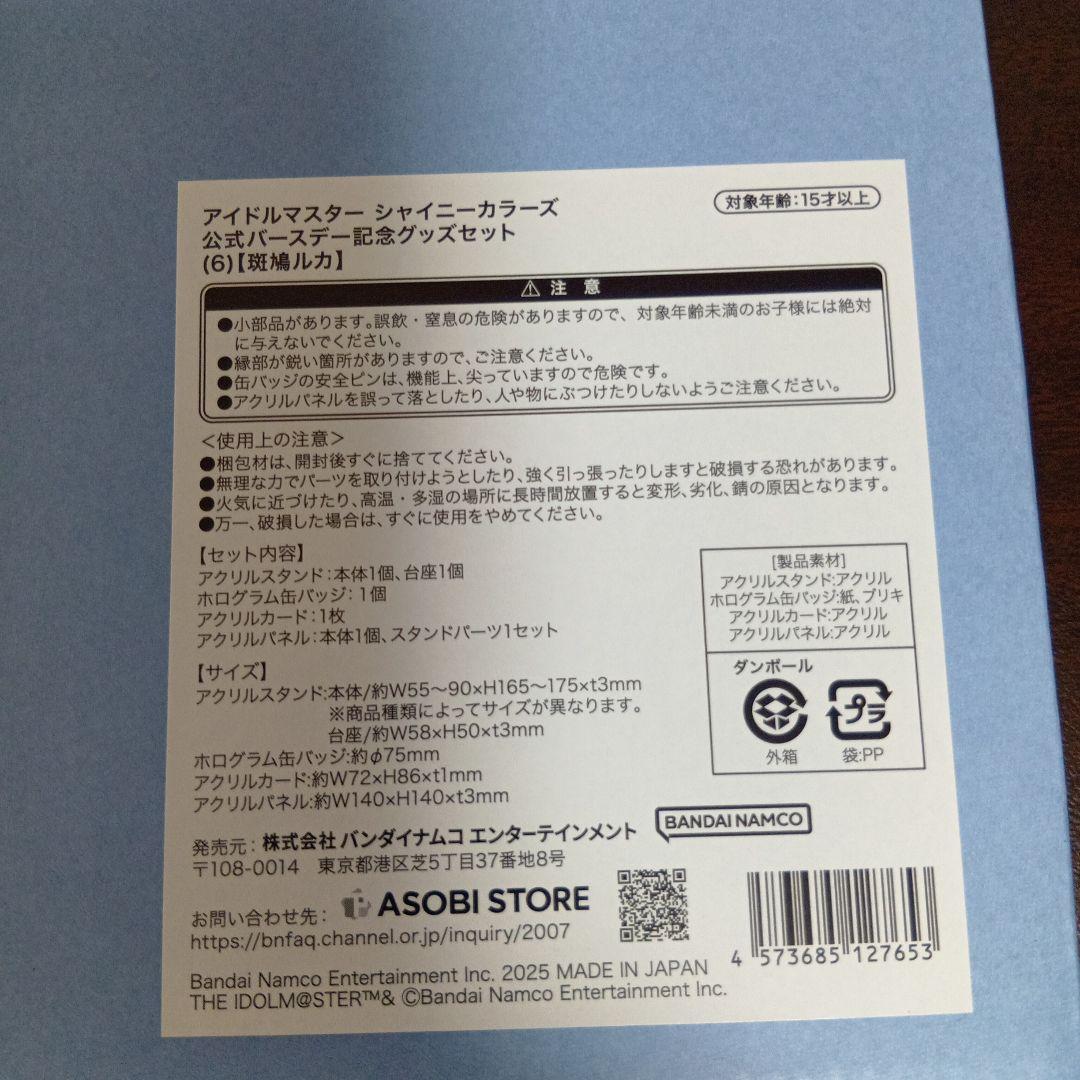 アイドルマスター シャイニーカラーズ
公式バースデー記念グッズセット
(6)【斑鳩ルカ】
対象年齢:15才以上
⚠ 注 意
●小部品があります。誤飲・窒息の危険がありますので、対象年齢未満のお子様には絶対
に与えないでください。
●縁部が鋭い箇所がありますので、ご注意ください。
●缶バッジの安全ピンは、機能上、尖っていますので危険です。
●アクリルパネルを誤って落としたり、人や物にぶつけたりしないようご注意ください。
＜使用上の注意＞
●梱包材は、開封後すぐに捨ててください。
●無理な力でパーツを取り付けようとしたり、強く引っ張ったりしますと破損する恐れがあります。
●火気に近づけたり、高温・多湿の場所に長時間放置すると変形、劣化、錆の原因となります。
●万一、破損した場合は、すぐに使用をやめてください。
【セット内容】
アクリルスタンド:本体1個、台座1個
ホログラム缶バッジ:1個
アクリルカード:1枚
アクリルパネル:本体1個、スタンドパーツ1セット
【サイズ】
アクリルスタンド:本体/約W55〜90×H165〜175×t3mm
※商品種類によってサイズが異なります。
台座/約W58×H50×t3mm
ホログラム缶バッジ:約φ75mm
アクリルカード:約W72×H86×t1mm
アクリルパネル:約W140×H140×t3mm
[製品素材]
アクリルスタンド:アクリル
ホログラム缶バッジ:紙、ブリキ
アクリルカード:アクリル
アクリルパネル:アクリル
ダンボール
プラ
外箱
袋:PP
発売元:株式会社 バンダイナムコ エンターテインメント
BANDAI NAMCO
〒108-0014 東京都港区芝5丁目37番地8号
お問い合わせ先: ASOBI STORE
https://bnfaq.channel.or.jp/inquiry/2007
4 573685 127653
Bandai Namco Entertainment Inc. 2025 MADE IN JAPAN
THE IDOLM@STER™& ©Bandai Namco Entertainment Inc.